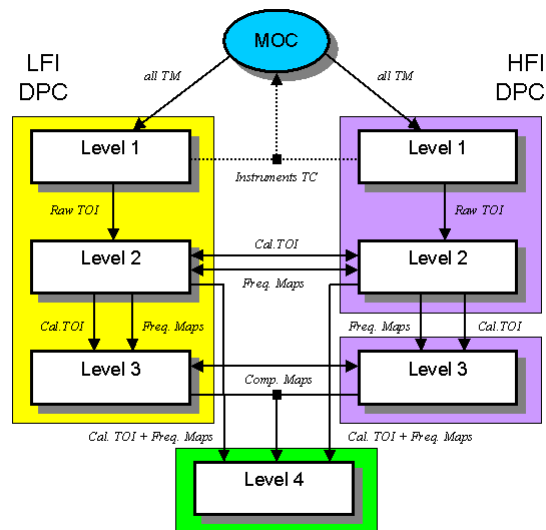 MOC
LFI
DPC
HFI
DPC
all TM
all TM
Level 1
Level 1
Instruments TC
Raw TOI
Raw TOI
Level 2
Level 2
Cal.TOI
Freq. Maps
Cal.TOI
Freq. Maps
Freq. Maps
Cal.TOI
Level 3
Level 3
Comp. Maps
Cal. TOI + Freq. Maps
Cal. TOI + Freq. Maps
Level 4